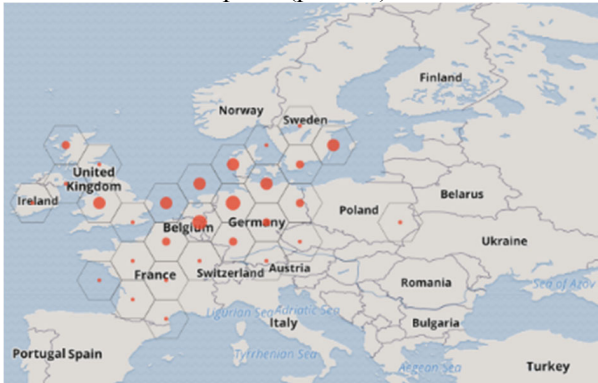 Finland
Norway
Sweden
United
Kingdom
Ireland
Belgium
Germany
Poland
Belarus
Ukraine
France
Switzerland
Austria
Romania
Sea of Azov
Ligurian Sea
Adriatic Sea
Italy
Bulgaria
Portugal
Spain
Tyrrhenian Sea
Aegean Sea
Turkey